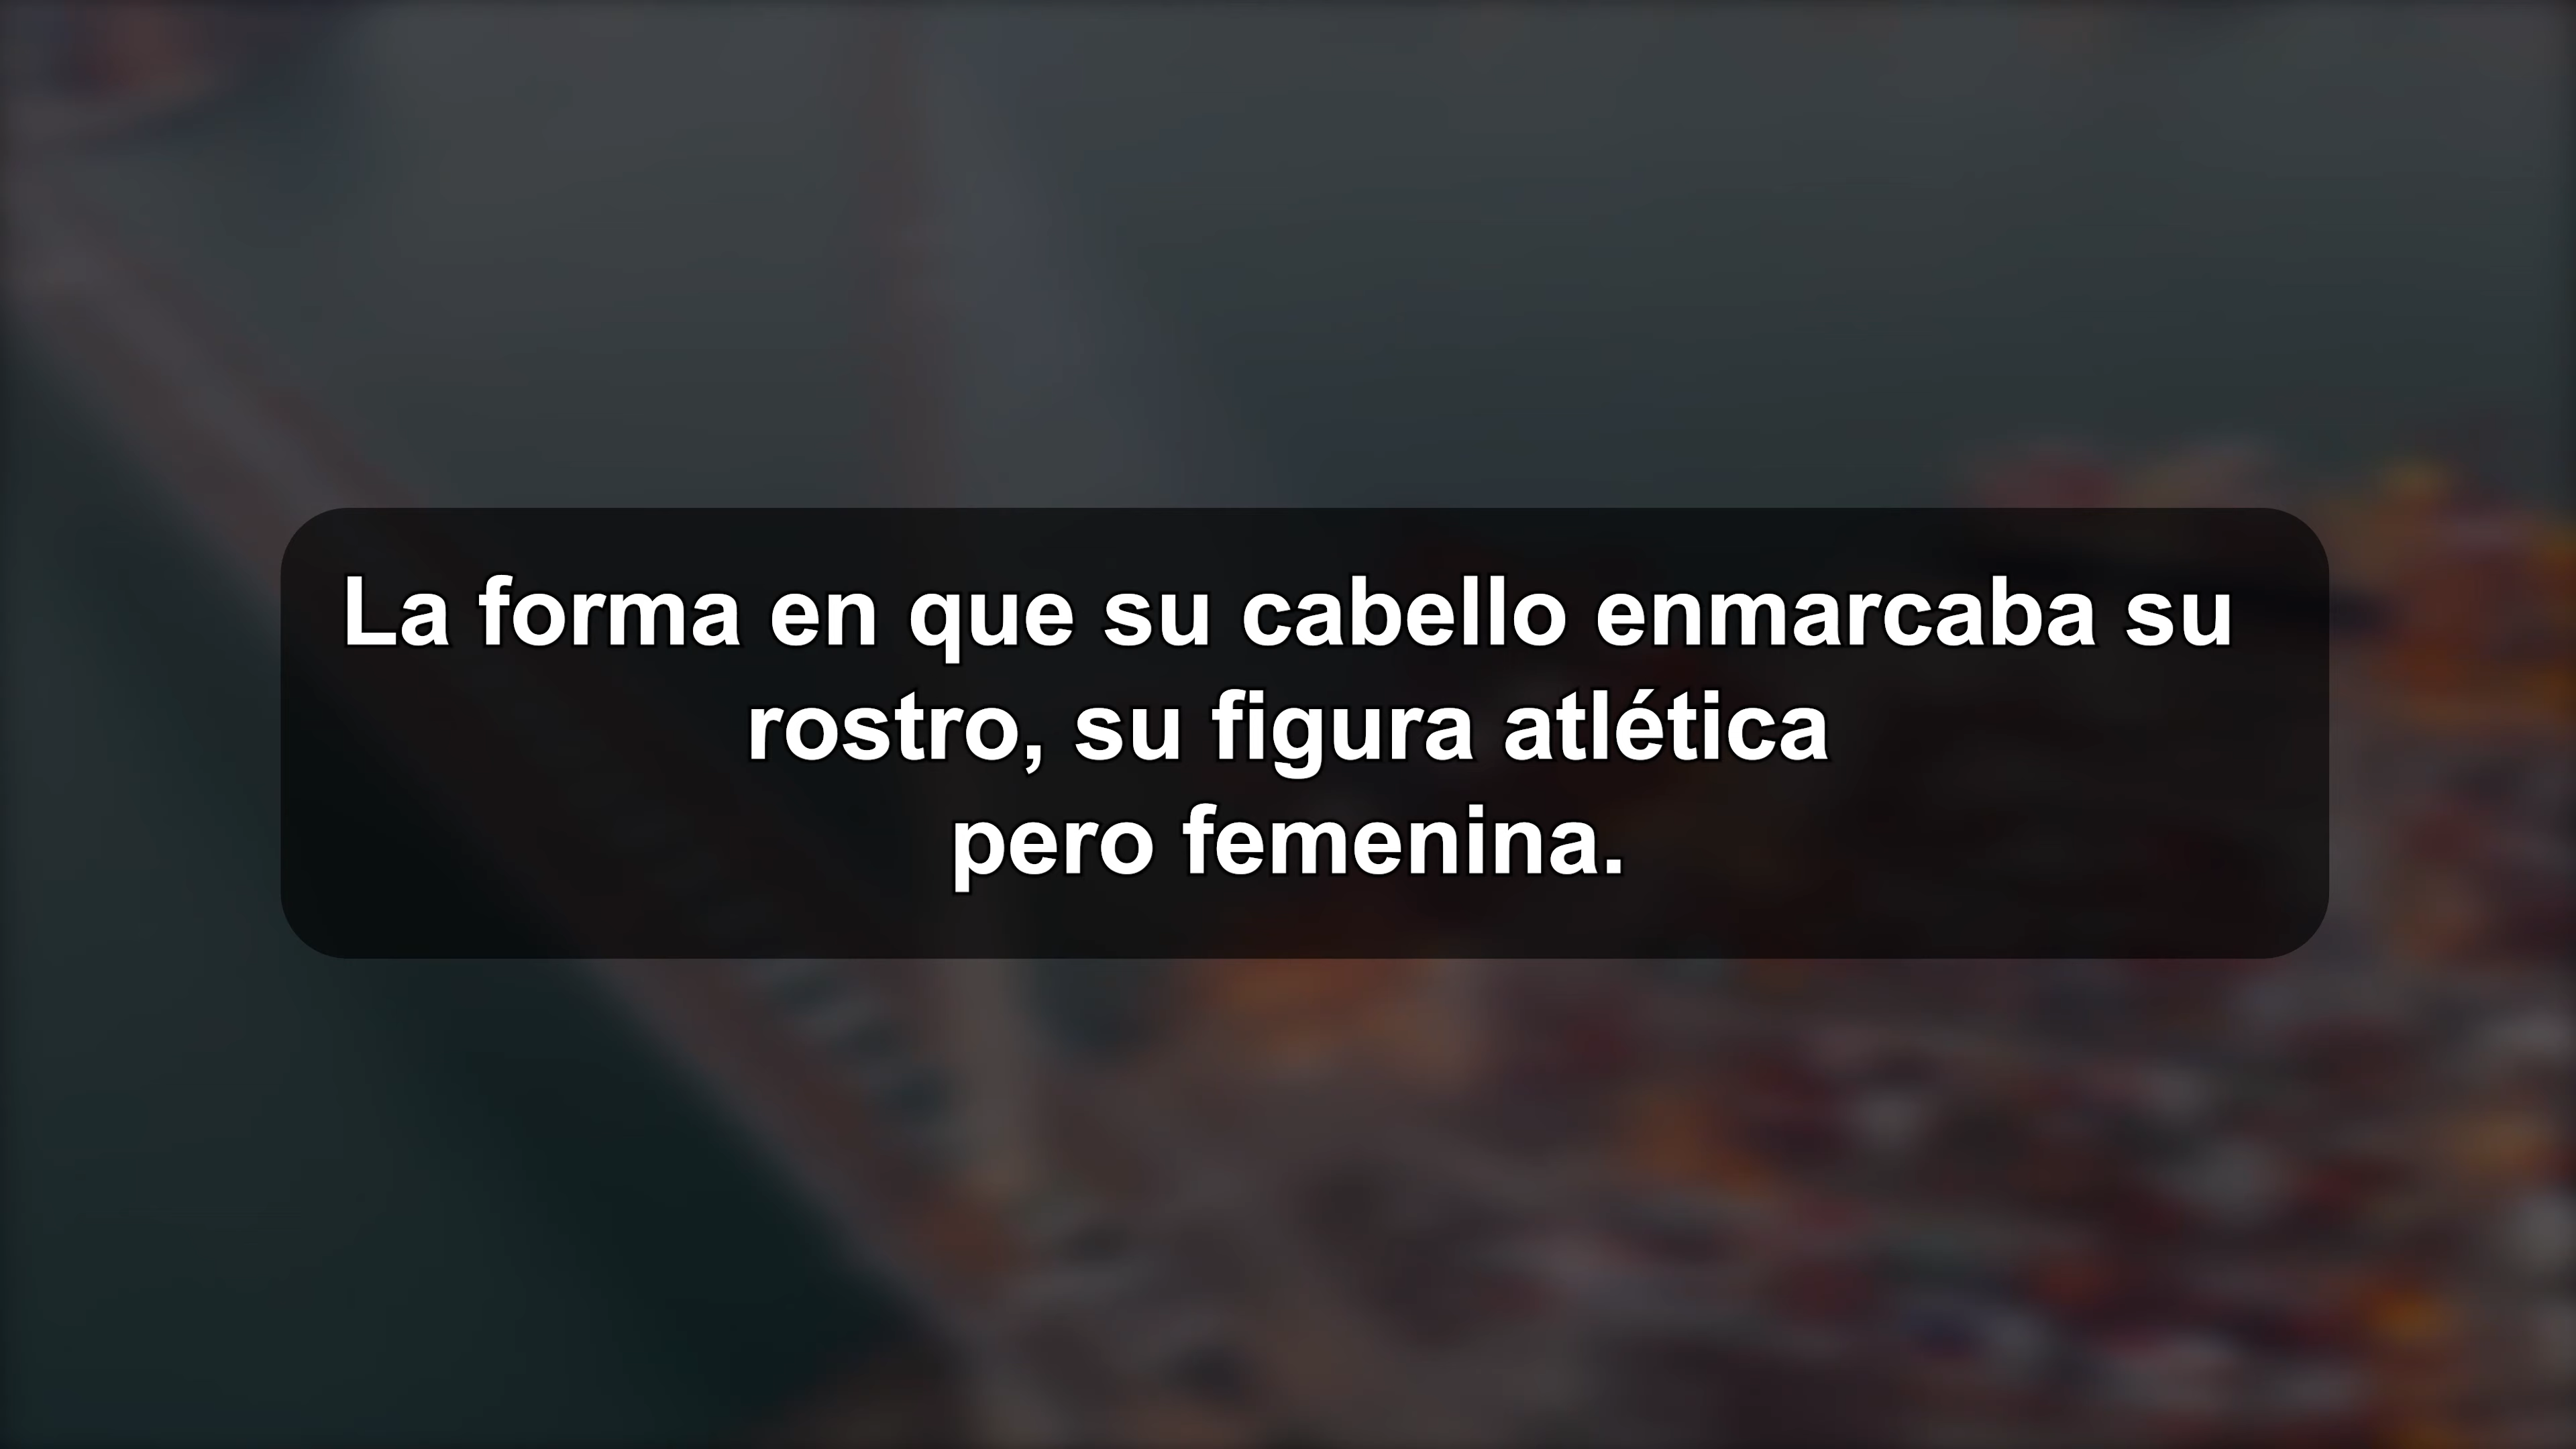 La forma en que su cabello enmarcaba su
rostro, su figura atlética
pero femenina.